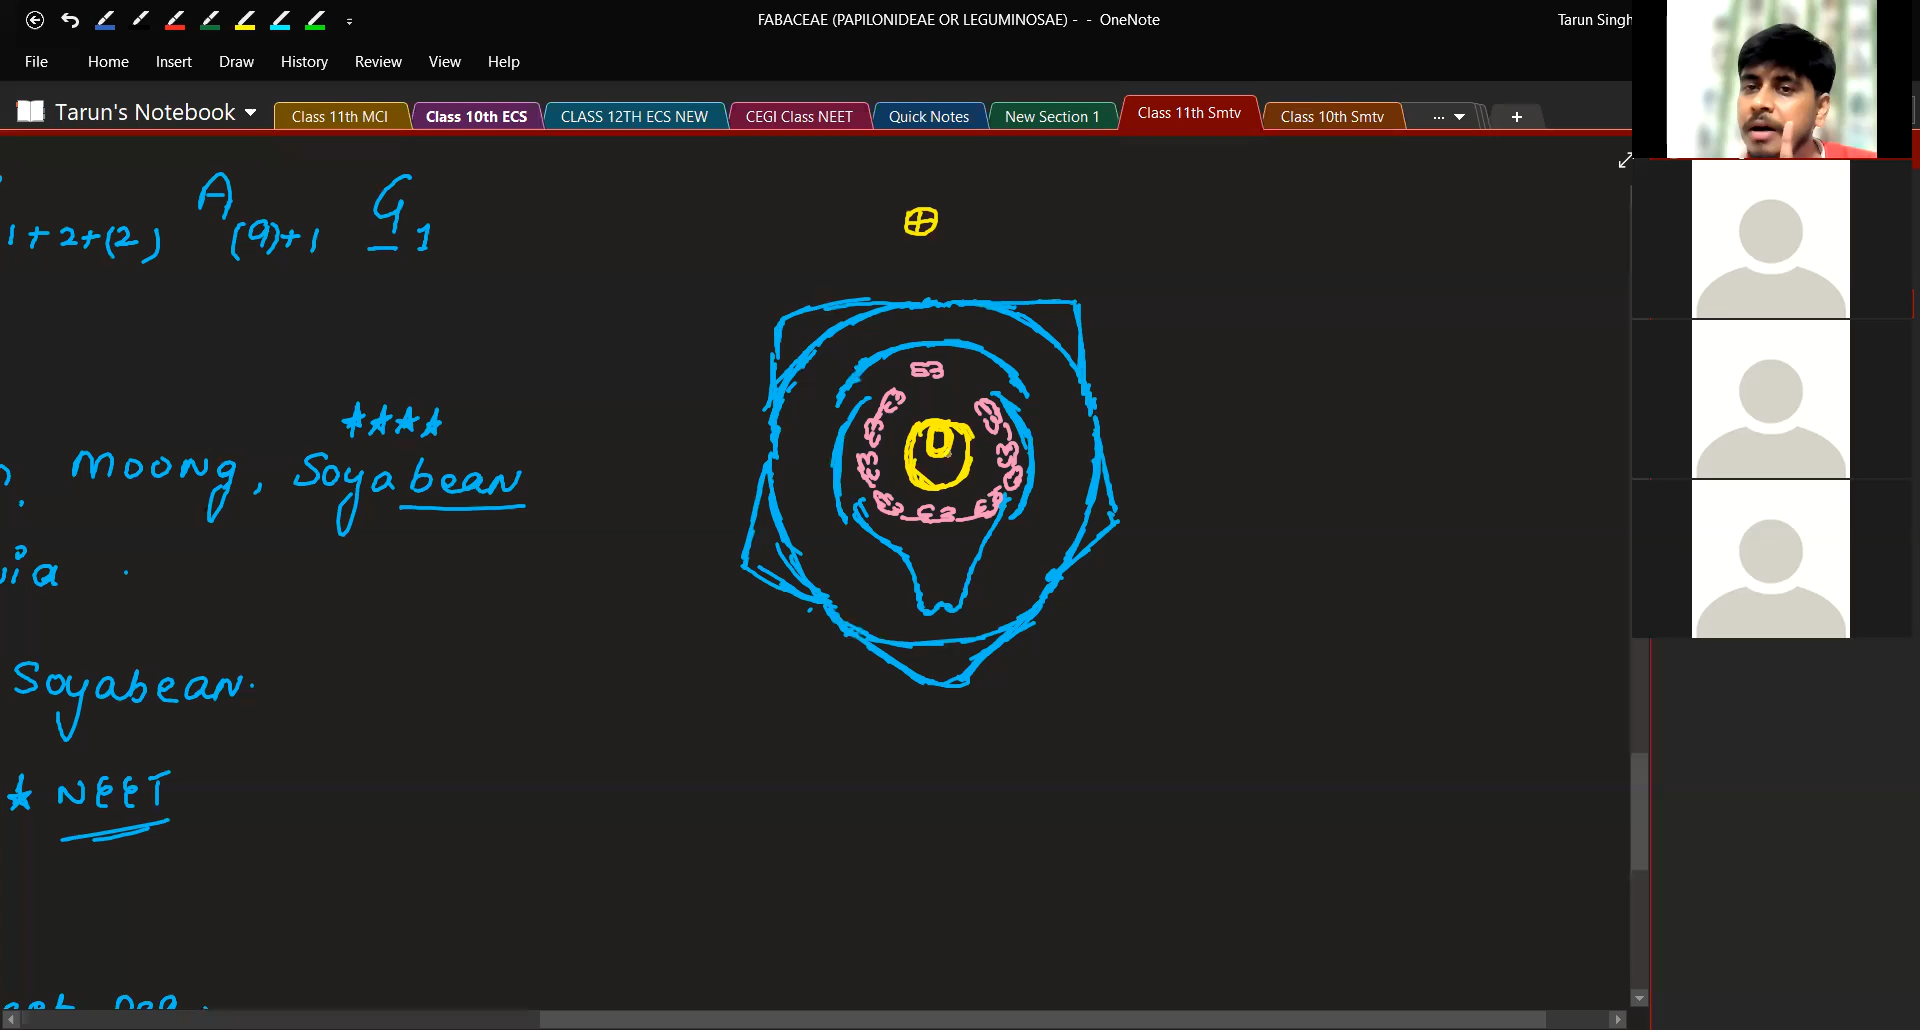 FABACEAE (PAPILONIDEAE OR LEGUMINOSAE) - - OneNote
Tarun Singh
File Home Insert Draw History Review View Help
Tarun's Notebook
Class 11th MCI Class 10th ECS CLASS 12TH ECS NEW CEGI Class NEET Quick Notes New Section 1 Class 11th Smtv Class 10th Smtv ... +
1+2+(2) A(9)+1 G1
Moong, Soyabean
Soyabean.
NEET